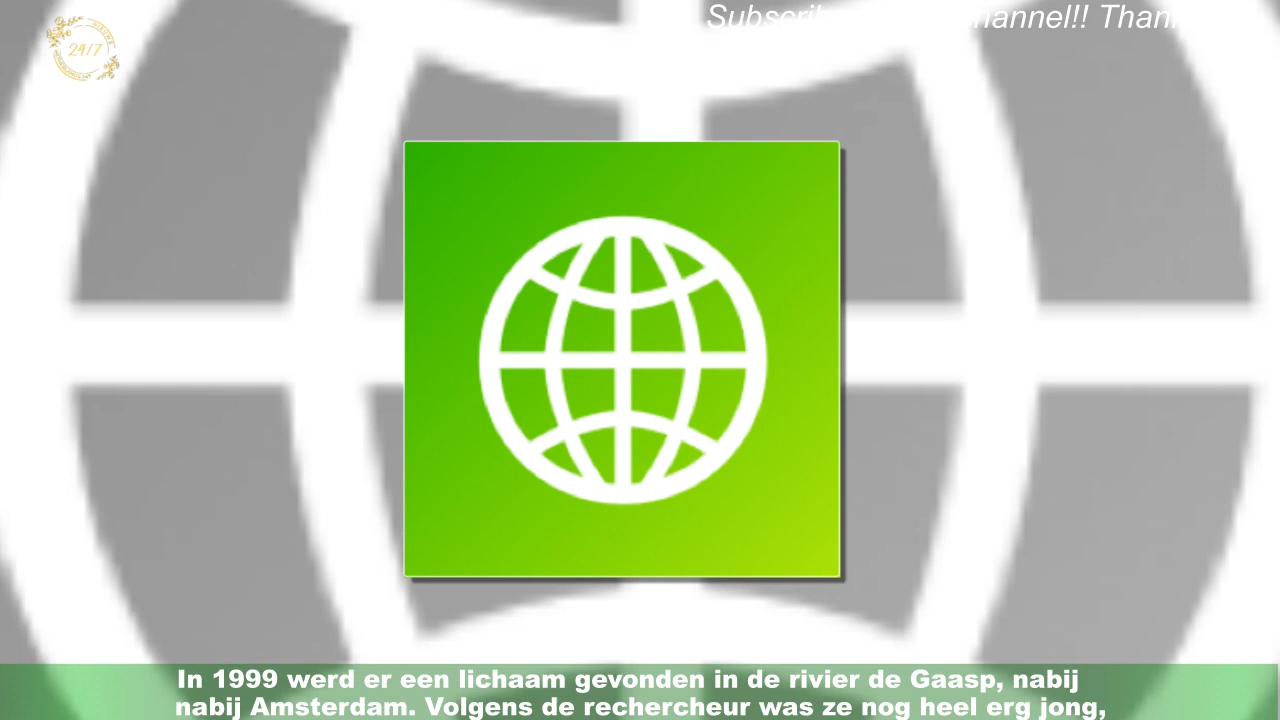 Subscri hannel!! Than
24/7
In 1999 werd er een lichaam gevonden in de rivier de Gaasp, nabij
nabij Amsterdam. Volgens de rechercheur was ze nog heel erg jong,